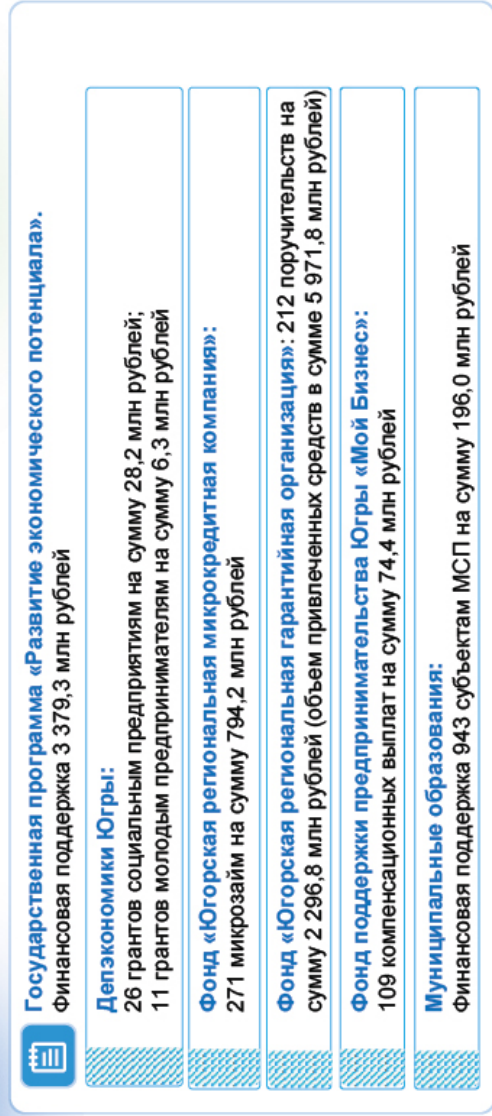 Государственная программа «Развитие экономического потенциала».
Финансовая поддержка 3 379,3 млн рублей
Депэкономики Югры:
26 грантов социальным предприятиям на сумму 28,2 млн рублей;
11 грантов молодым предпринимателям на сумму 6,3 млн рублей
Фонд «Югорская региональная микрокредитная компания»:
271 микрозайм на сумму 794,2 млн рублей
Фонд «Югорская региональная гарантийная организация»: 212 поручительств на
сумму 2 296,8 млн рублей (объем привлеченных средств в сумме 5 971,8 млн рублей)
Фонд поддержки предпринимательства Югры «Мой Бизнес»:
109 компенсационных выплат на сумму 74,4 млн рублей
Муниципальные образования:
Финансовая поддержка 943 субъектам МСП на сумму 196,0 млн рублей